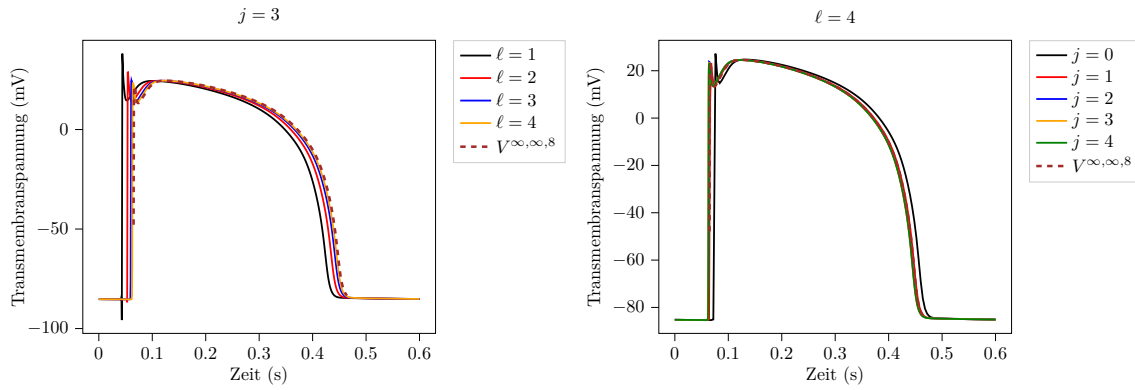 j = 3
Transmembranspannung (mV)
0
−50
−100
0 0.1 0.2 0.3 0.4 0.5 0.6
Zeit (s)
ℓ = 1
ℓ = 2
ℓ = 3
ℓ = 4
V^{∞,∞,8}
ℓ = 4
Transmembranspannung (mV)
20
0
−20
−40
−60
−80
0 0.1 0.2 0.3 0.4 0.5 0.6
Zeit (s)
j = 0
j = 1
j = 2
j = 3
j = 4
V^{∞,∞,8}